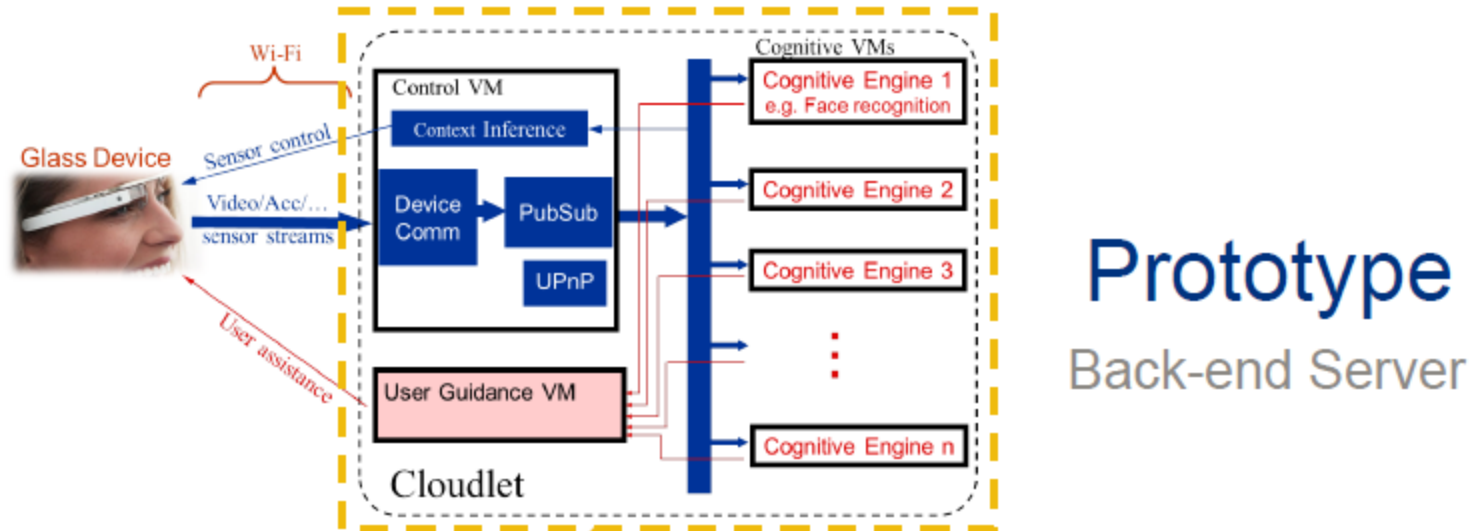 Wi-Fi
Glass Device
Sensor control
Video/Acc/...
sensor streams
User assistance
Control VM
Context Inference
Device
Comm
PubSub
UPnP
User Guidance VM
Cloudlet
Cognitive VMs
Cognitive Engine 1
e.g. Face recognition
Cognitive Engine 2
Cognitive Engine 3
Cognitive Engine n
Prototype
Back-end Server